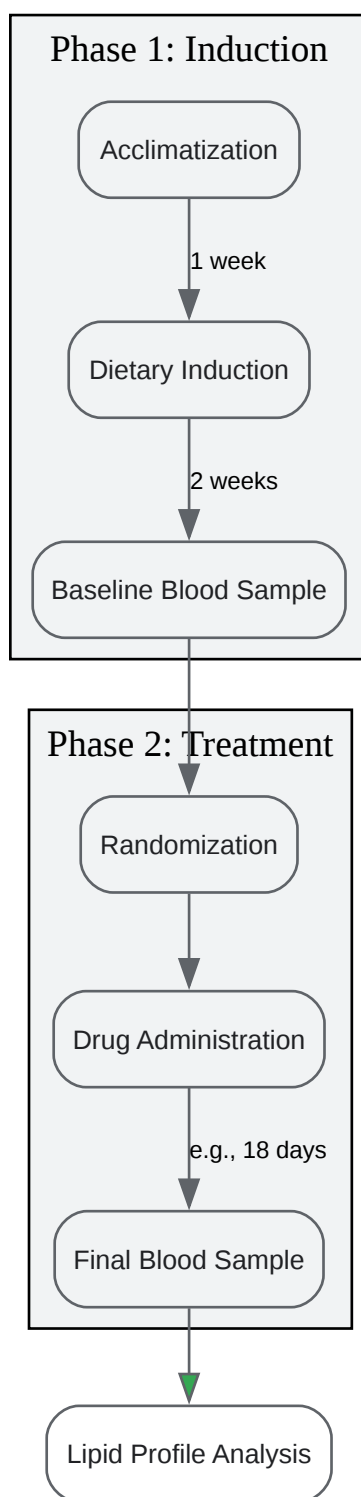 Phase 1: Induction
Acclimatization
1 week
Dietary Induction
2 weeks
Baseline Blood Sample
Phase 2: Treatment
Randomization
Drug Administration
e.g., 18 days
Final Blood Sample
Lipid Profile Analysis